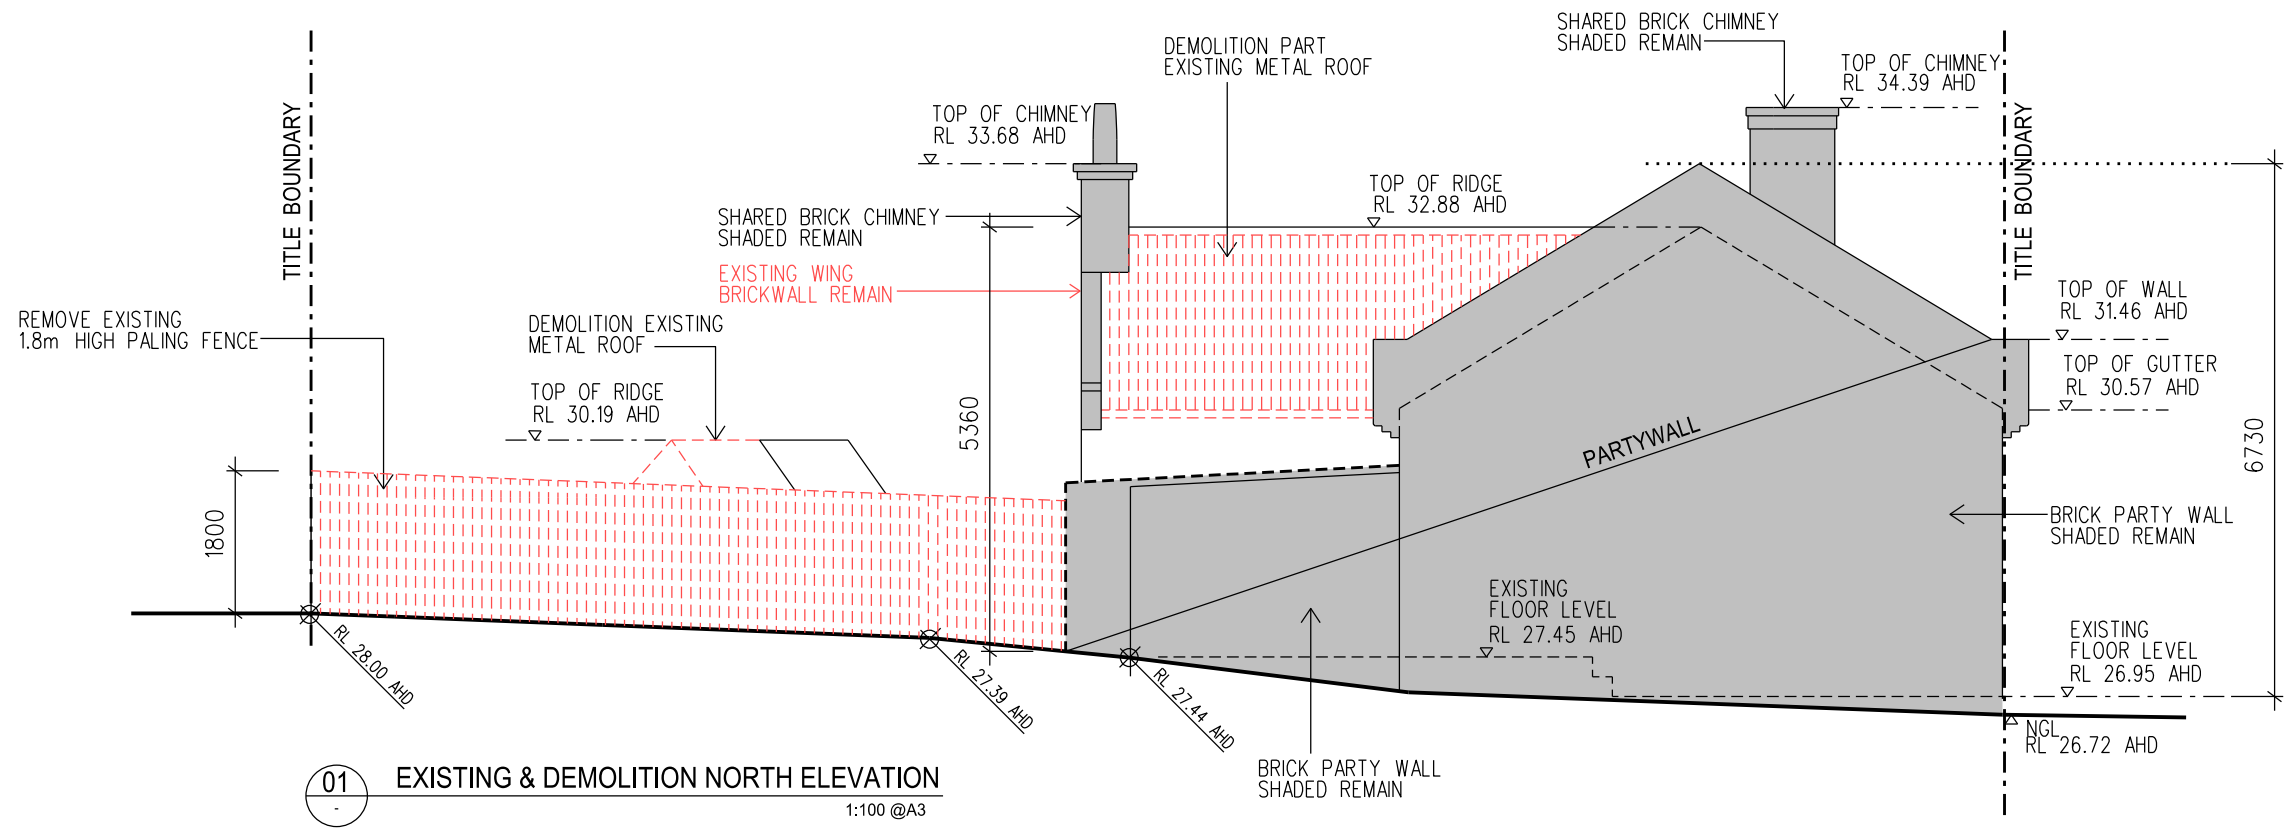 SHARED BRICK CHIMNEY
SHADED REMAIN
DEMOLITION PART
EXISTING METAL ROOF
TOP OF CHIMNEY
RL 34.39 AHD
TOP OF CHIMNEY
RL 33.68 AHD
TITLE BOUNDARY
TITLE BOUNDARY
TOP OF RIDGE
RL 32.88 AHD
SHARED BRICK CHIMNEY
SHADED REMAIN
EXISTING WING
BRICKWALL REMAIN
TOP OF WALL
RL 31.46 AHD
REMOVE EXISTING
1.8m HIGH PALING FENCE
DEMOLITION EXISTING
METAL ROOF
TOP OF GUTTER
RL 30.57 AHD
TOP OF RIDGE
RL 30.19 AHD
5360
6730
PARTYWALL
1800
BRICK PARTY WALL
SHADED REMAIN
EXISTING
FLOOR LEVEL
RL 27.45 AHD
EXISTING
FLOOR LEVEL
RL 26.95 AHD
RL 28.00 AHD
RL 27.39 AHD
RL 27.44 AHD
NGL
RL 26.72 AHD
BRICK PARTY WALL
SHADED REMAIN
01
-
EXISTING & DEMOLITION NORTH ELEVATION
1:100 @A3